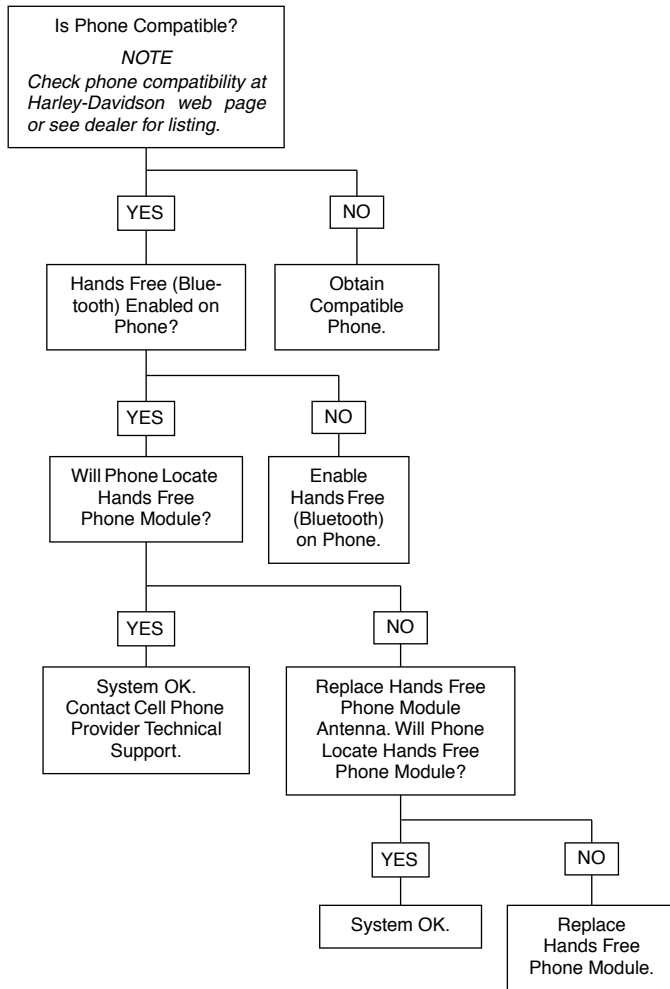 Is Phone Compatible?
NOTE
Check phone compatibility at
Harley-Davidson web page
or see dealer for listing.
YES
NO
Hands Free (Blue-
tooth) Enabled on
Phone?
Obtain
Compatible
Phone.
YES
NO
Will Phone Locate
Hands Free
Phone Module?
Enable
Hands Free
(Bluetooth)
on Phone.
YES
NO
System OK.
Contact Cell Phone
Provider Technical
Support.
Replace Hands Free
Phone Module
Antenna. Will Phone
Locate Hands Free
Phone Module?
YES
NO
System OK.
Replace
Hands Free
Phone Module.